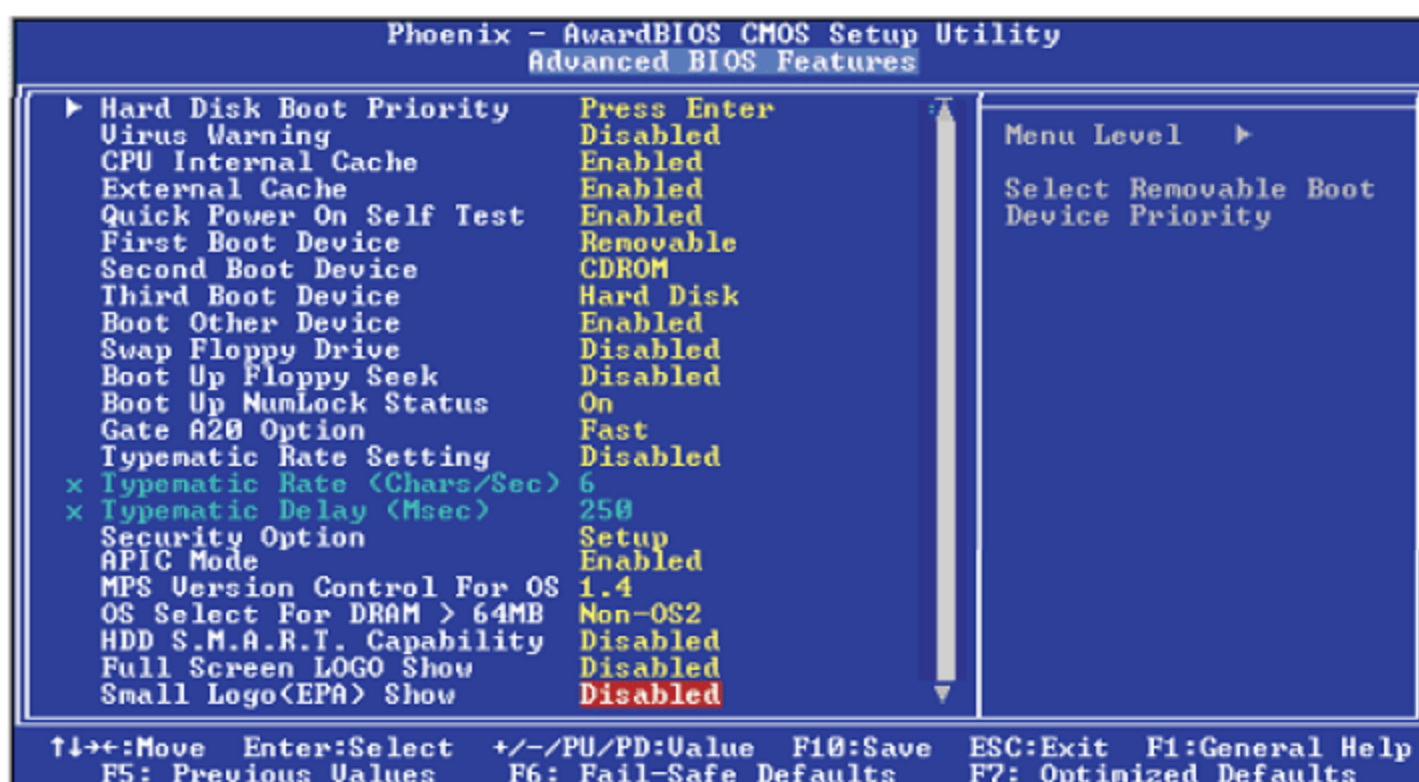 Phoenix - AwardBIOS CMOS Setup Utility
Advanced BIOS Features
► Hard Disk Boot Priority Press Enter
Virus Warning Disabled
CPU Internal Cache Enabled
External Cache Enabled
Quick Power On Self Test Enabled
First Boot Device Removable
Second Boot Device CDROM
Third Boot Device Hard Disk
Boot Other Device Enabled
Swap Floppy Drive Disabled
Boot Up Floppy Seek Disabled
Boot Up NumLock Status On
Gate A20 Option Fast
Typematic Rate Setting Disabled
x Typematic Rate (Chars/Sec) 6
x Typematic Delay (Msec) 250
Security Option Setup
APIC Mode Enabled
MPS Version Control For OS 1.4
OS Select For DRAM > 64MB Non-OS2
HDD S.M.A.R.T. Capability Disabled
Full Screen LOGO Show Disabled
Small Logo(EPA) Show Disabled
Menu Level ►
Select Removable Boot
Device Priority
↑↓→←:Move Enter:Select +/-/PU/PD:Value F10:Save ESC:Exit F1:General Help
F5: Previous Values F6: Fail-Safe Defaults F7: Optimized Defaults